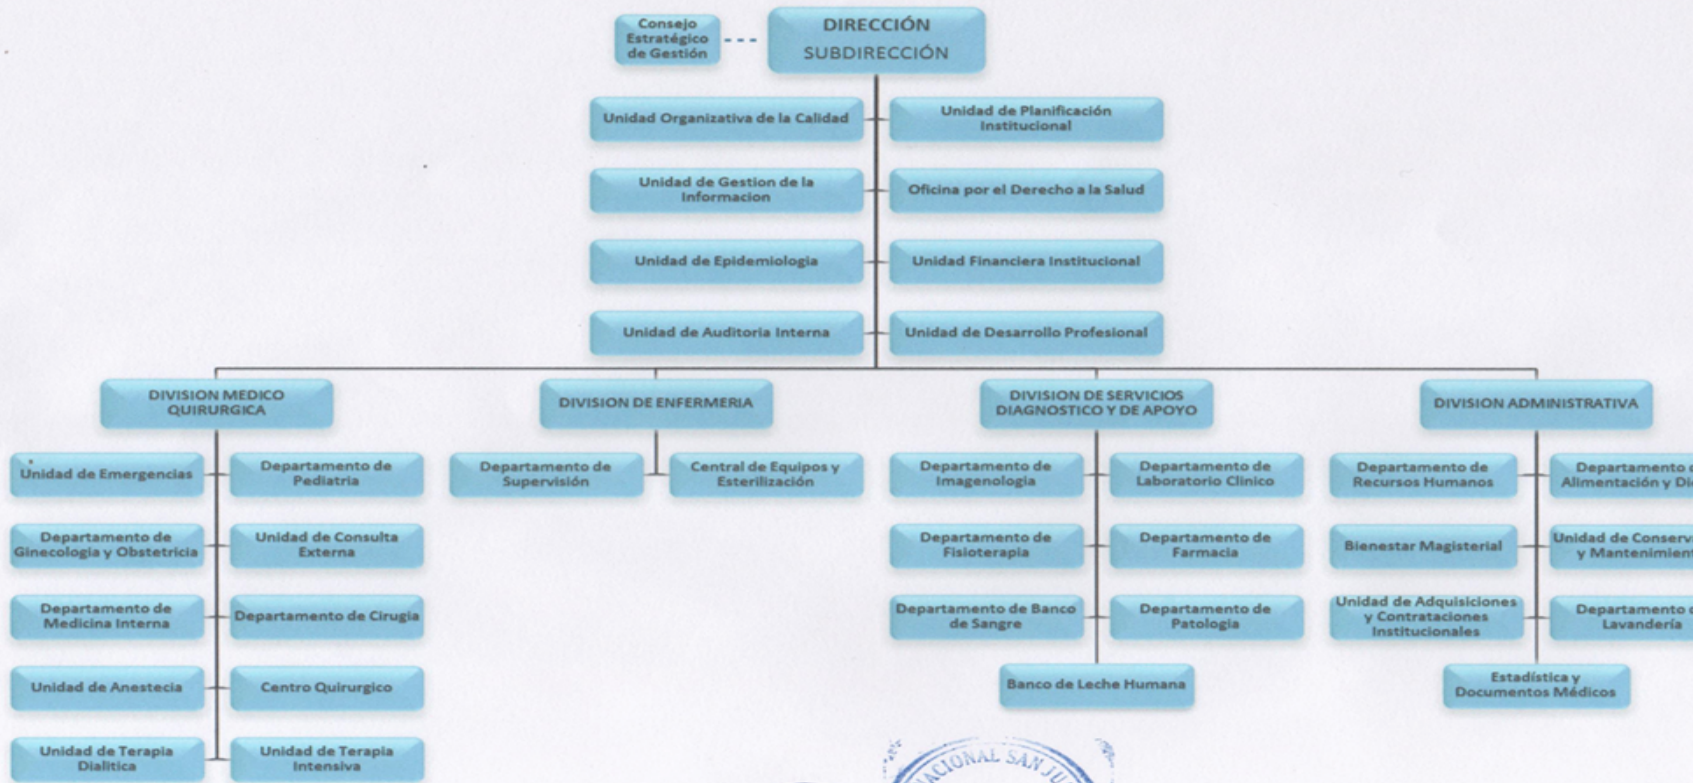 Consejo
Estratégico
de Gestión
DIRECCIÓN
SUBDIRECCIÓN
Unidad Organizativa de la Calidad
Unidad de Planificación
Institucional
Unidad de Gestion de la
Informacion
Oficina por el Derecho a la Salud
Unidad de Epidemiologia
Unidad Financiera Institucional
Unidad de Auditoria Interna
Unidad de Desarrollo Profesional
DIVISION MEDICO
QUIRURGICA
DIVISION DE ENFERMERIA
DIVISION DE SERVICIOS
DIAGNOSTICO Y DE APOYO
DIVISION ADMINISTRATIVA
Unidad de Emergencias
Departamento de
Pediatria
Departamento de
Supervisión
Central de Equipos y
Esterilización
Departamento de
Imagenologia
Departamento de
Laboratorio Clinico
Departamento de
Recursos Humanos
Departamento
Alimentación y
Departamento de
Ginecologia y Obstetricia
Unidad de Consulta
Externa
Departamento de
Fisioterapia
Departamento de
Farmacia
Bienestar Magisterial
Unidad de
y
Departamento de
Medicina Interna
Departamento de Cirugia
Departamento de Banco
de Sangre
Departamento de
Patologia
Unidad de Adquisiciones
y Contrataciones
Institucionales
Departamento
Lavandería
Unidad de Anestecia
Centro Quirurgico
Banco de Leche Humana
Estadística y
Documentos Médicos
Unidad de Terapia
Dialitica
Unidad de Terapia
Intensiva
SAN